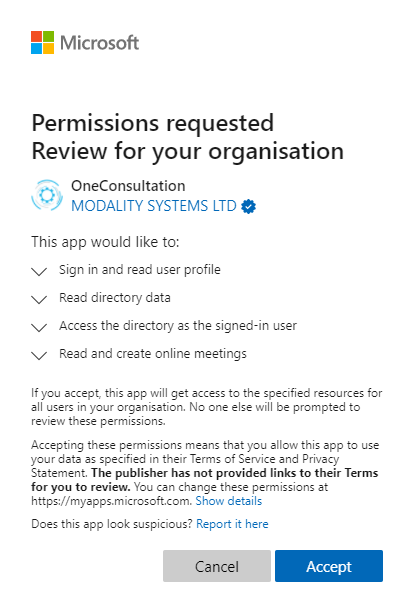 Microsoft
Permissions requested
Review for your organisation
OneConsultation
MODALITY SYSTEMS LTD
This app would like to:
Sign in and read user profile
Read directory data
Access the directory as the signed-in user
Read and create online meetings
If you accept, this app will get access to the specified resources for
all users in your organisation. No one else will be prompted to
review these permissions.
Accepting these permissions means that you allow this app to use
your data as specified in their Terms of Service and Privacy
Statement. The publisher has not provided links to their Terms
for you to review. You can change these permissions at
https://myapps.microsoft.com. Show details
Does this app look suspicious? Report it here
Cancel
Accept